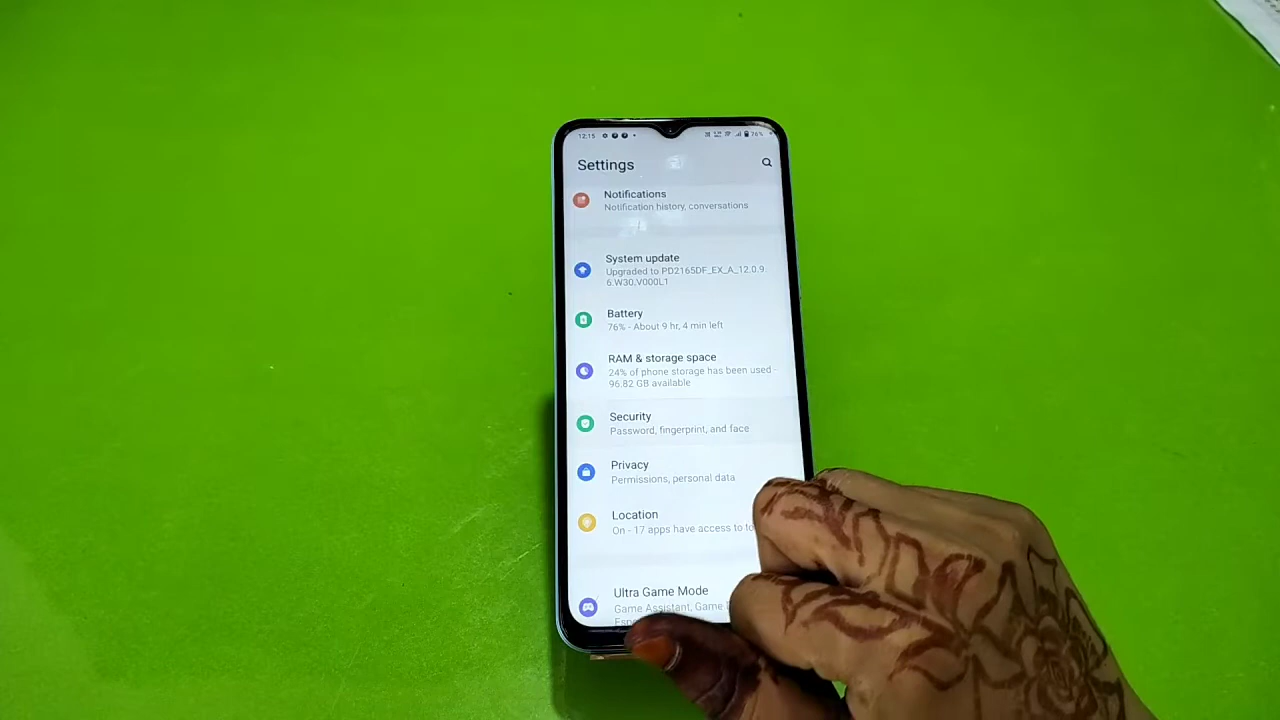 12:15
76%
Settings
Notifications
Notification history, conversations
System update
Upgraded to PD2165DF_EX_A_12.0.9.
6.W30.V000L1
Battery
76% - About 9 hr, 4 min left
RAM & storage space
24% of phone storage has been used -
96.82 GB available
Security
Password, fingerprint, and face
Privacy
Permissions, personal data
Location
On - 17 apps have access to
Ultra Game Mode
Game Assistant, Game